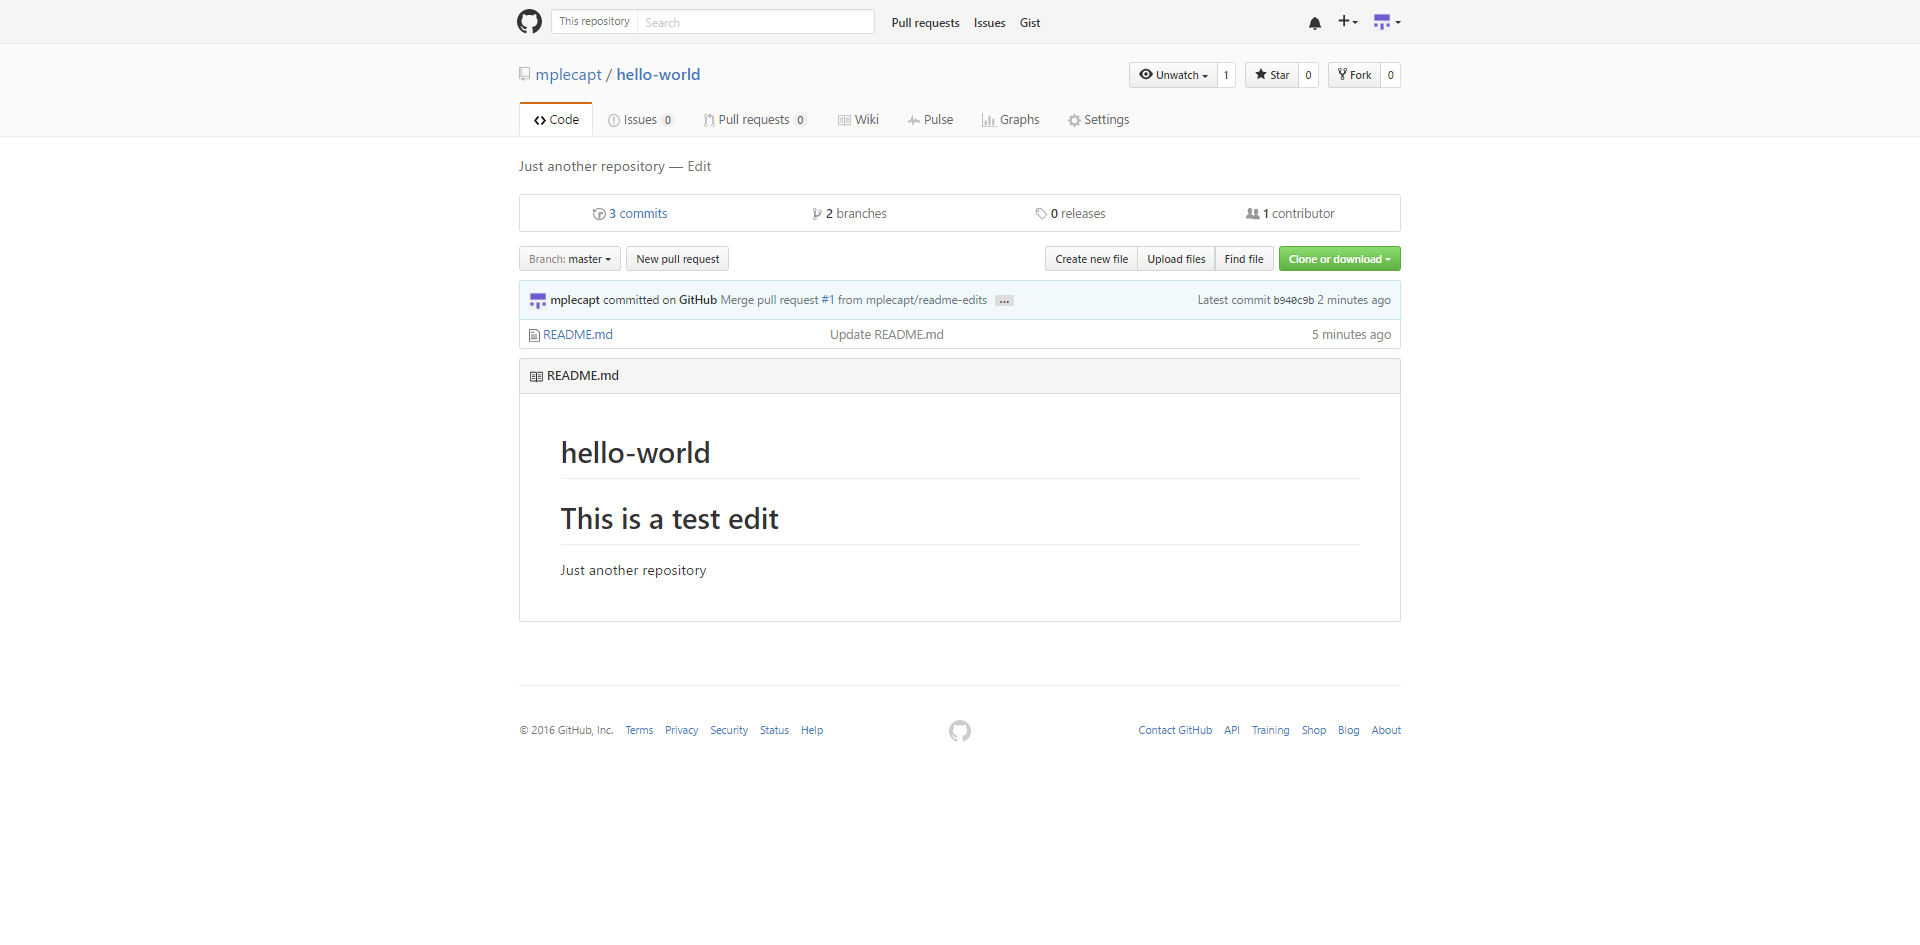 This repository Search Pull requests Issues Gist
mplecapt / hello-world Unwatch 1 Star 0 Fork 0
Code Issues 0 Pull requests 0 Wiki Pulse Graphs Settings
Just another repository — Edit
3 commits 2 branches 0 releases 1 contributor
Branch: master New pull request Create new file Upload files Find file Clone or download
mplecapt committed on GitHub Merge pull request #1 from mplecapt/readme-edits … Latest commit b940c9b 2 minutes ago
README.md Update README.md 5 minutes ago
README.md
hello-world
This is a test edit
Just another repository
© 2016 GitHub, Inc. Terms Privacy Security Status Help Contact GitHub API Training Shop Blog About